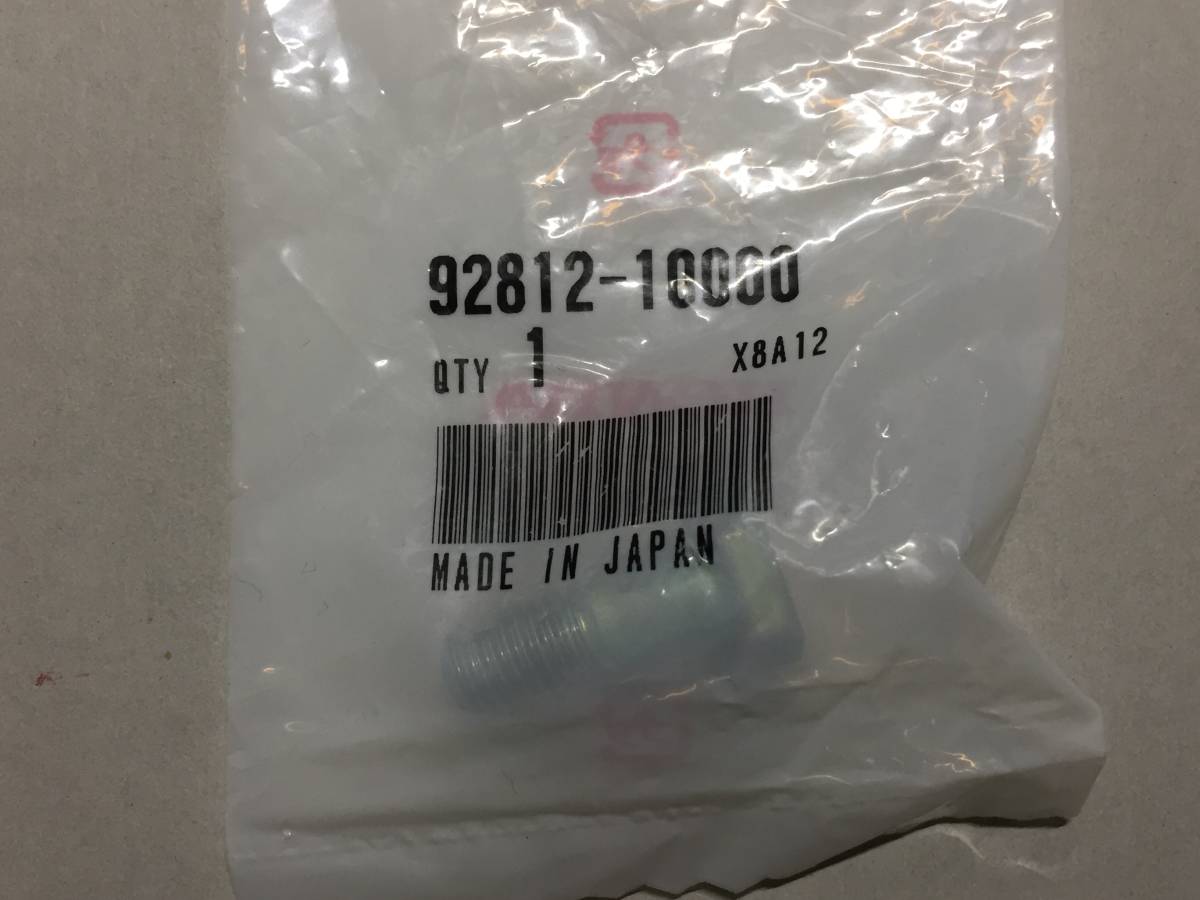 92812-10000
QTY 1 X8A12
MADE IN JAPAN